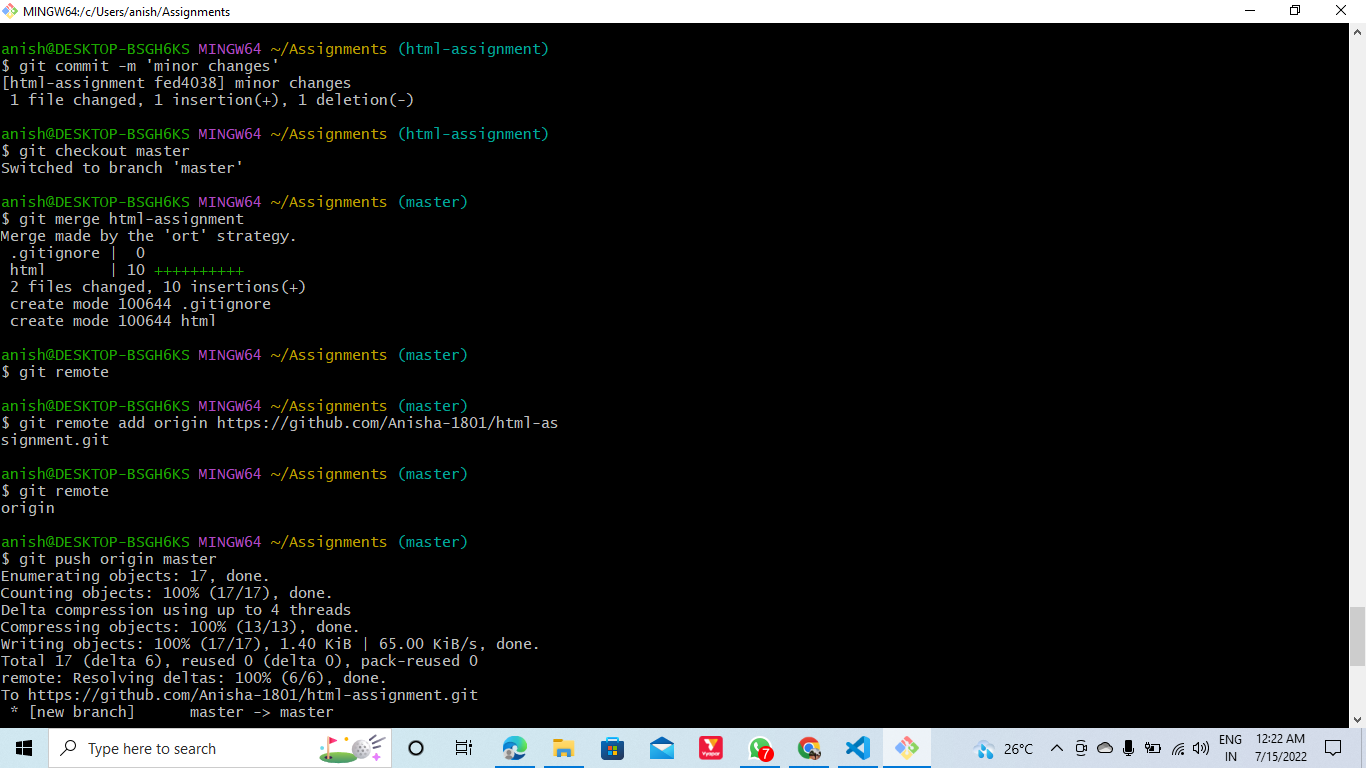 MINGW64:/c/Users/anish/Assignments
anish@DESKTOP-BSGH6KS MINGW64 ~/Assignments (html-assignment)
$ git commit -m 'minor changes'
[html-assignment fed4038] minor changes
 1 file changed, 1 insertion(+), 1 deletion(-)
anish@DESKTOP-BSGH6KS MINGW64 ~/Assignments (html-assignment)
$ git checkout master
Switched to branch 'master'
anish@DESKTOP-BSGH6KS MINGW64 ~/Assignments (master)
$ git merge html-assignment
Merge made by the 'ort' strategy.
 .gitignore |  0
 html       | 10 ++++++++++
 2 files changed, 10 insertions(+)
 create mode 100644 .gitignore
 create mode 100644 html
anish@DESKTOP-BSGH6KS MINGW64 ~/Assignments (master)
$ git remote
anish@DESKTOP-BSGH6KS MINGW64 ~/Assignments (master)
$ git remote add origin https://github.com/Anisha-1801/html-as
signment.git
anish@DESKTOP-BSGH6KS MINGW64 ~/Assignments (master)
$ git remote
origin
anish@DESKTOP-BSGH6KS MINGW64 ~/Assignments (master)
$ git push origin master
Enumerating objects: 17, done.
Counting objects: 100% (17/17), done.
Delta compression using up to 4 threads
Compressing objects: 100% (13/13), done.
Writing objects: 100% (17/17), 1.40 KiB | 65.00 KiB/s, done.
Total 17 (delta 6), reused 0 (delta 0), pack-reused 0
remote: Resolving deltas: 100% (6/6), done.
To https://github.com/Anisha-1801/html-assignment.git
 * [new branch]      master -> master
Type here to search
7
26°C
ENG
IN
12:22 AM
7/15/2022